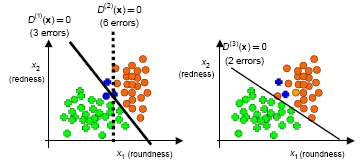 D⁽¹⁾(x) = 0
(3 errors)
D⁽²⁾(x) = 0
(6 errors)
x₂
(redness)
x₁ (roundness)
D⁽³⁾(x) = 0
(2 errors)
x₂
(redness)
x₁ (roundness)